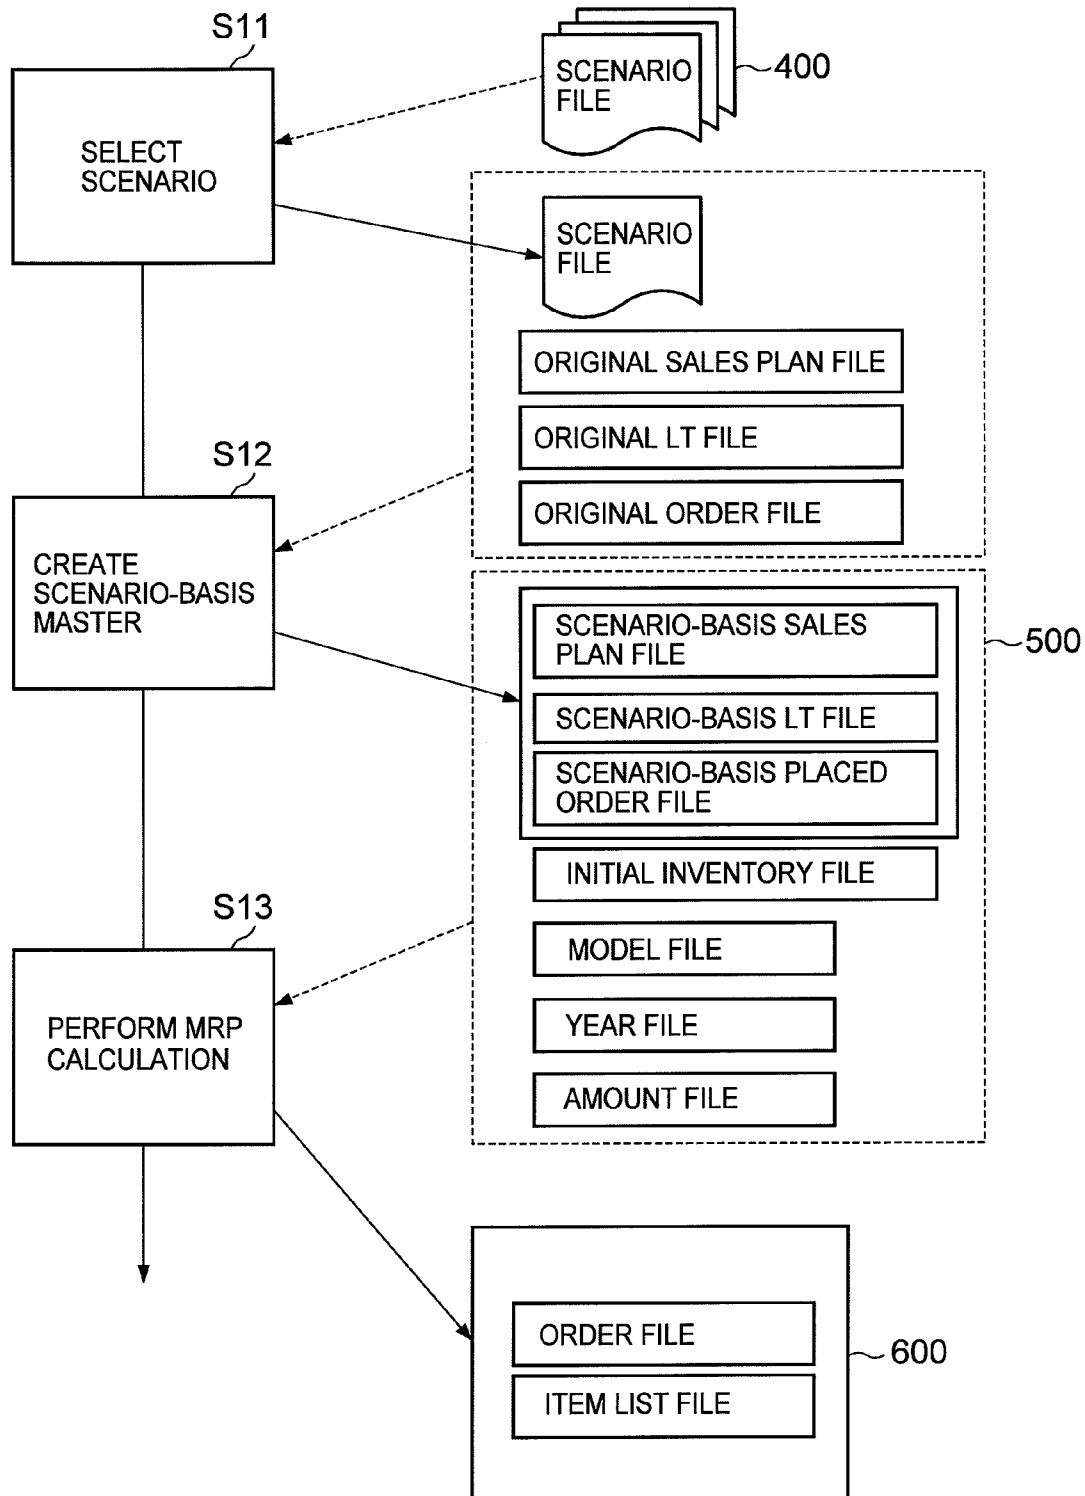 S11
SCENARIO
FILE
400
SELECT
SCENARIO
SCENARIO
FILE
ORIGINAL SALES PLAN FILE
ORIGINAL LT FILE
ORIGINAL ORDER FILE
S12
CREATE
SCENARIO-BASIS
MASTER
SCENARIO-BASIS SALES
PLAN FILE
500
SCENARIO-BASIS LT FILE
SCENARIO-BASIS PLACED
ORDER FILE
INITIAL INVENTORY FILE
S13
MODEL FILE
PERFORM MRP
CALCULATION
YEAR FILE
AMOUNT FILE
ORDER FILE
600
ITEM LIST FILE